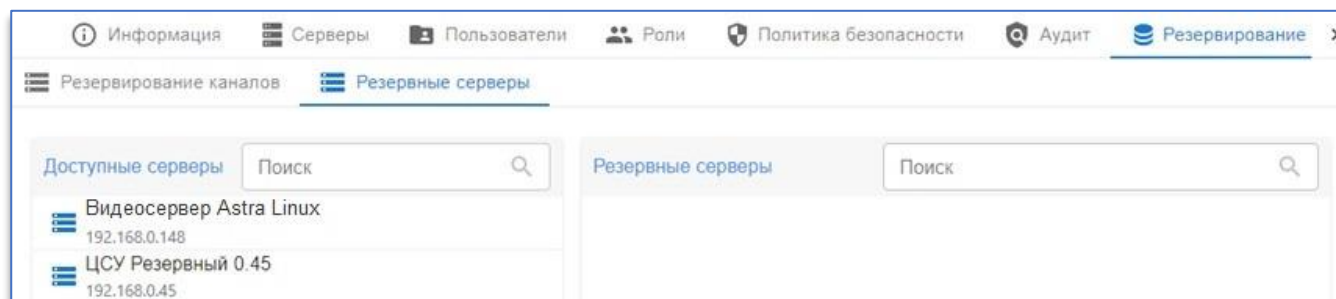 Информация Серверы Пользователи Роли Политика безопасности Аудит Резервирование
Резервирование каналов Резервные серверы
Доступные серверы Поиск Резервные серверы Поиск
Видеосервер Astra Linux
192.168.0.148
ЦСУ Резервный 0.45
192.168.0.45